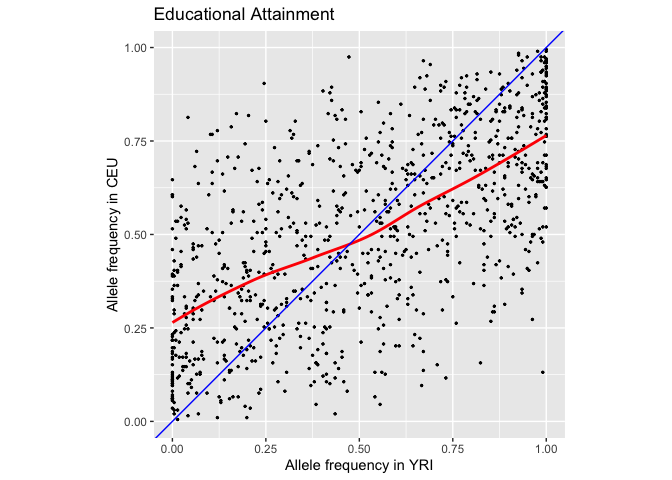 Educational Attainment
1.00
0.75
0.50
0.25
0.00
Allele frequency in CEU
0.00 0.25 0.50 0.75 1.00
Allele frequency in YRI